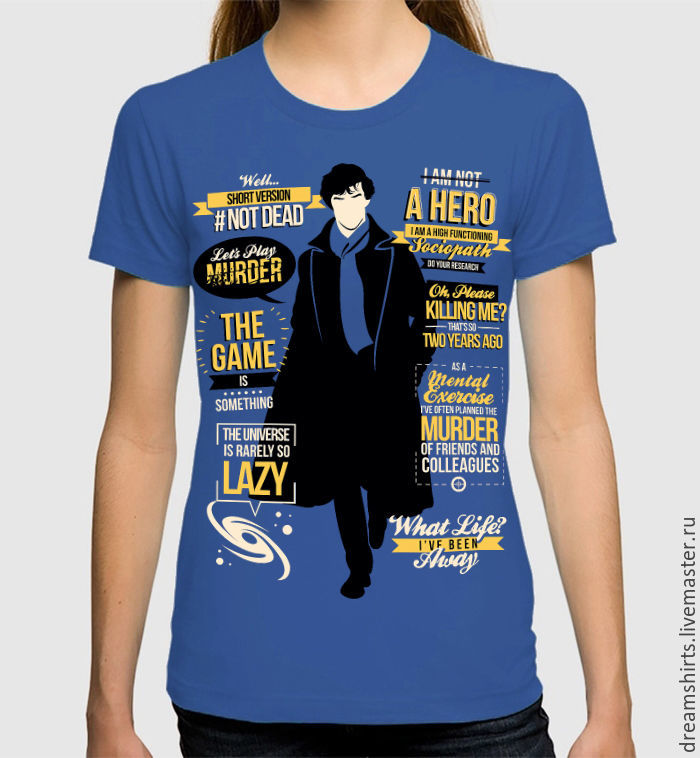 Well...
SHORT VERSION
#NOT DEAD
Let's Play
MURDER
THE
GAME
IS
SOMETHING
THE UNIVERSE
IS RARELY SO
LAZY
I AM NOT
A HERO
I AM A HIGH FUNCTIONING
Sociopath
DO YOUR RESEARCH
Oh, Please
KILLING ME?
THAT'S SO
TWO YEARS AGO
AS A
Mental
Exercise
I'VE OFTEN PLANNED THE
MURDER
OF FRIENDS AND
COLLEAGUES
What Life?
I'VE BEEN
Away
dreamshirts.livemaster.ru